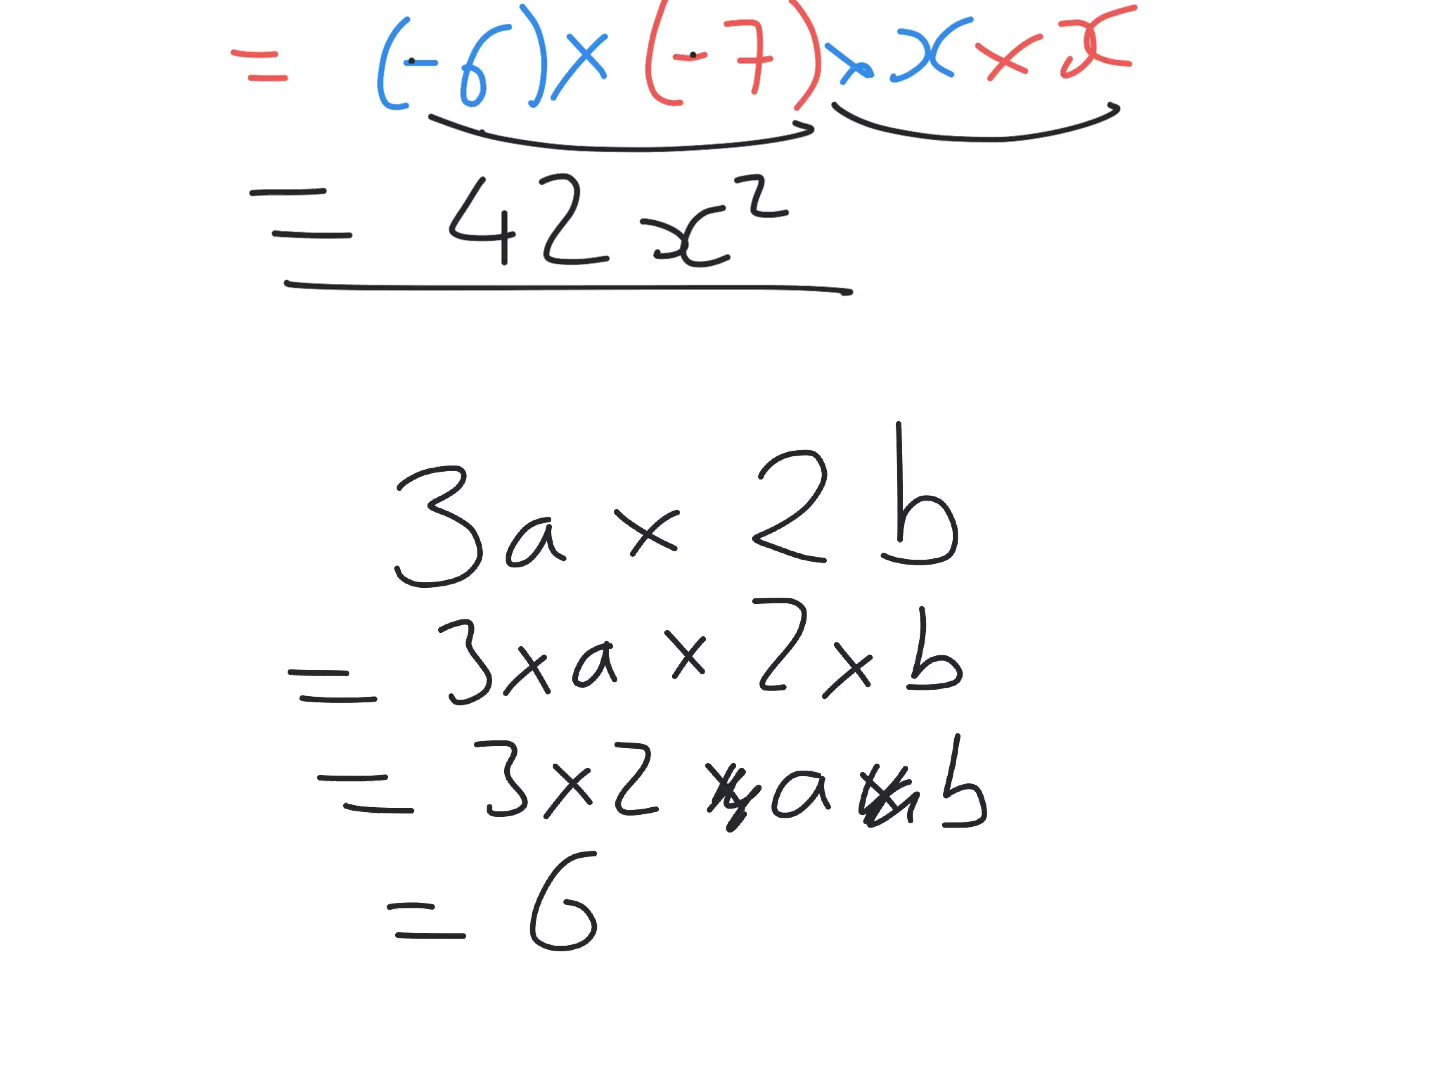 = (-6) × (-7) × x × x
= 42x²
3a × 2b
= 3 × a × 2 × b
= 3 × 2 a b
= 6